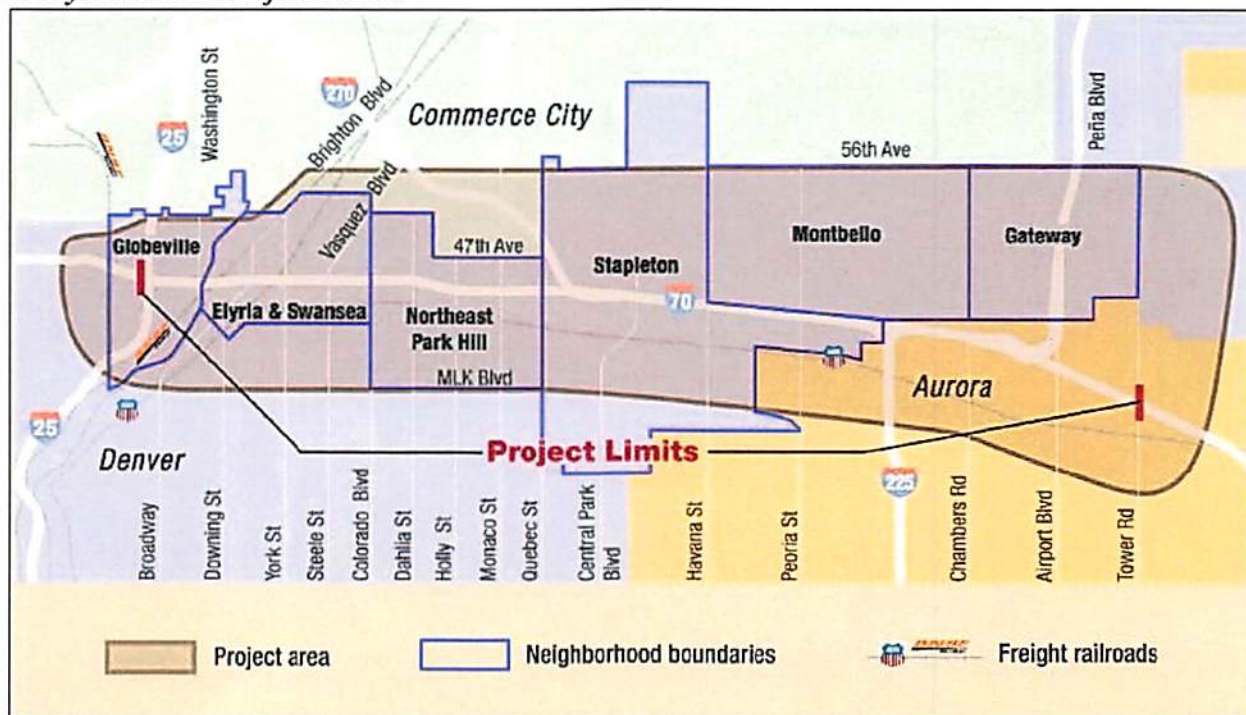 Washington St
25
270
Brighton Blvd
Commerce City
Peña Blvd
56th Ave
Vasquez Blvd
Globeville
47th Ave
Montbello
Gateway
Stapleton
70
Elyria & Swansea
Northeast
Park Hill
MLK Blvd
Aurora
25
Denver
Project Limits
225
Broadway
Downing St
York St
Steele St
Colorado Blvd
Dahlia St
Holly St
Monaco St
Quebec St
Central Park
Blvd
Havana St
Peoria St
Chambers Rd
Airport Blvd
Tower Rd
Project area
Neighborhood boundaries
BNSF
Freight railroads